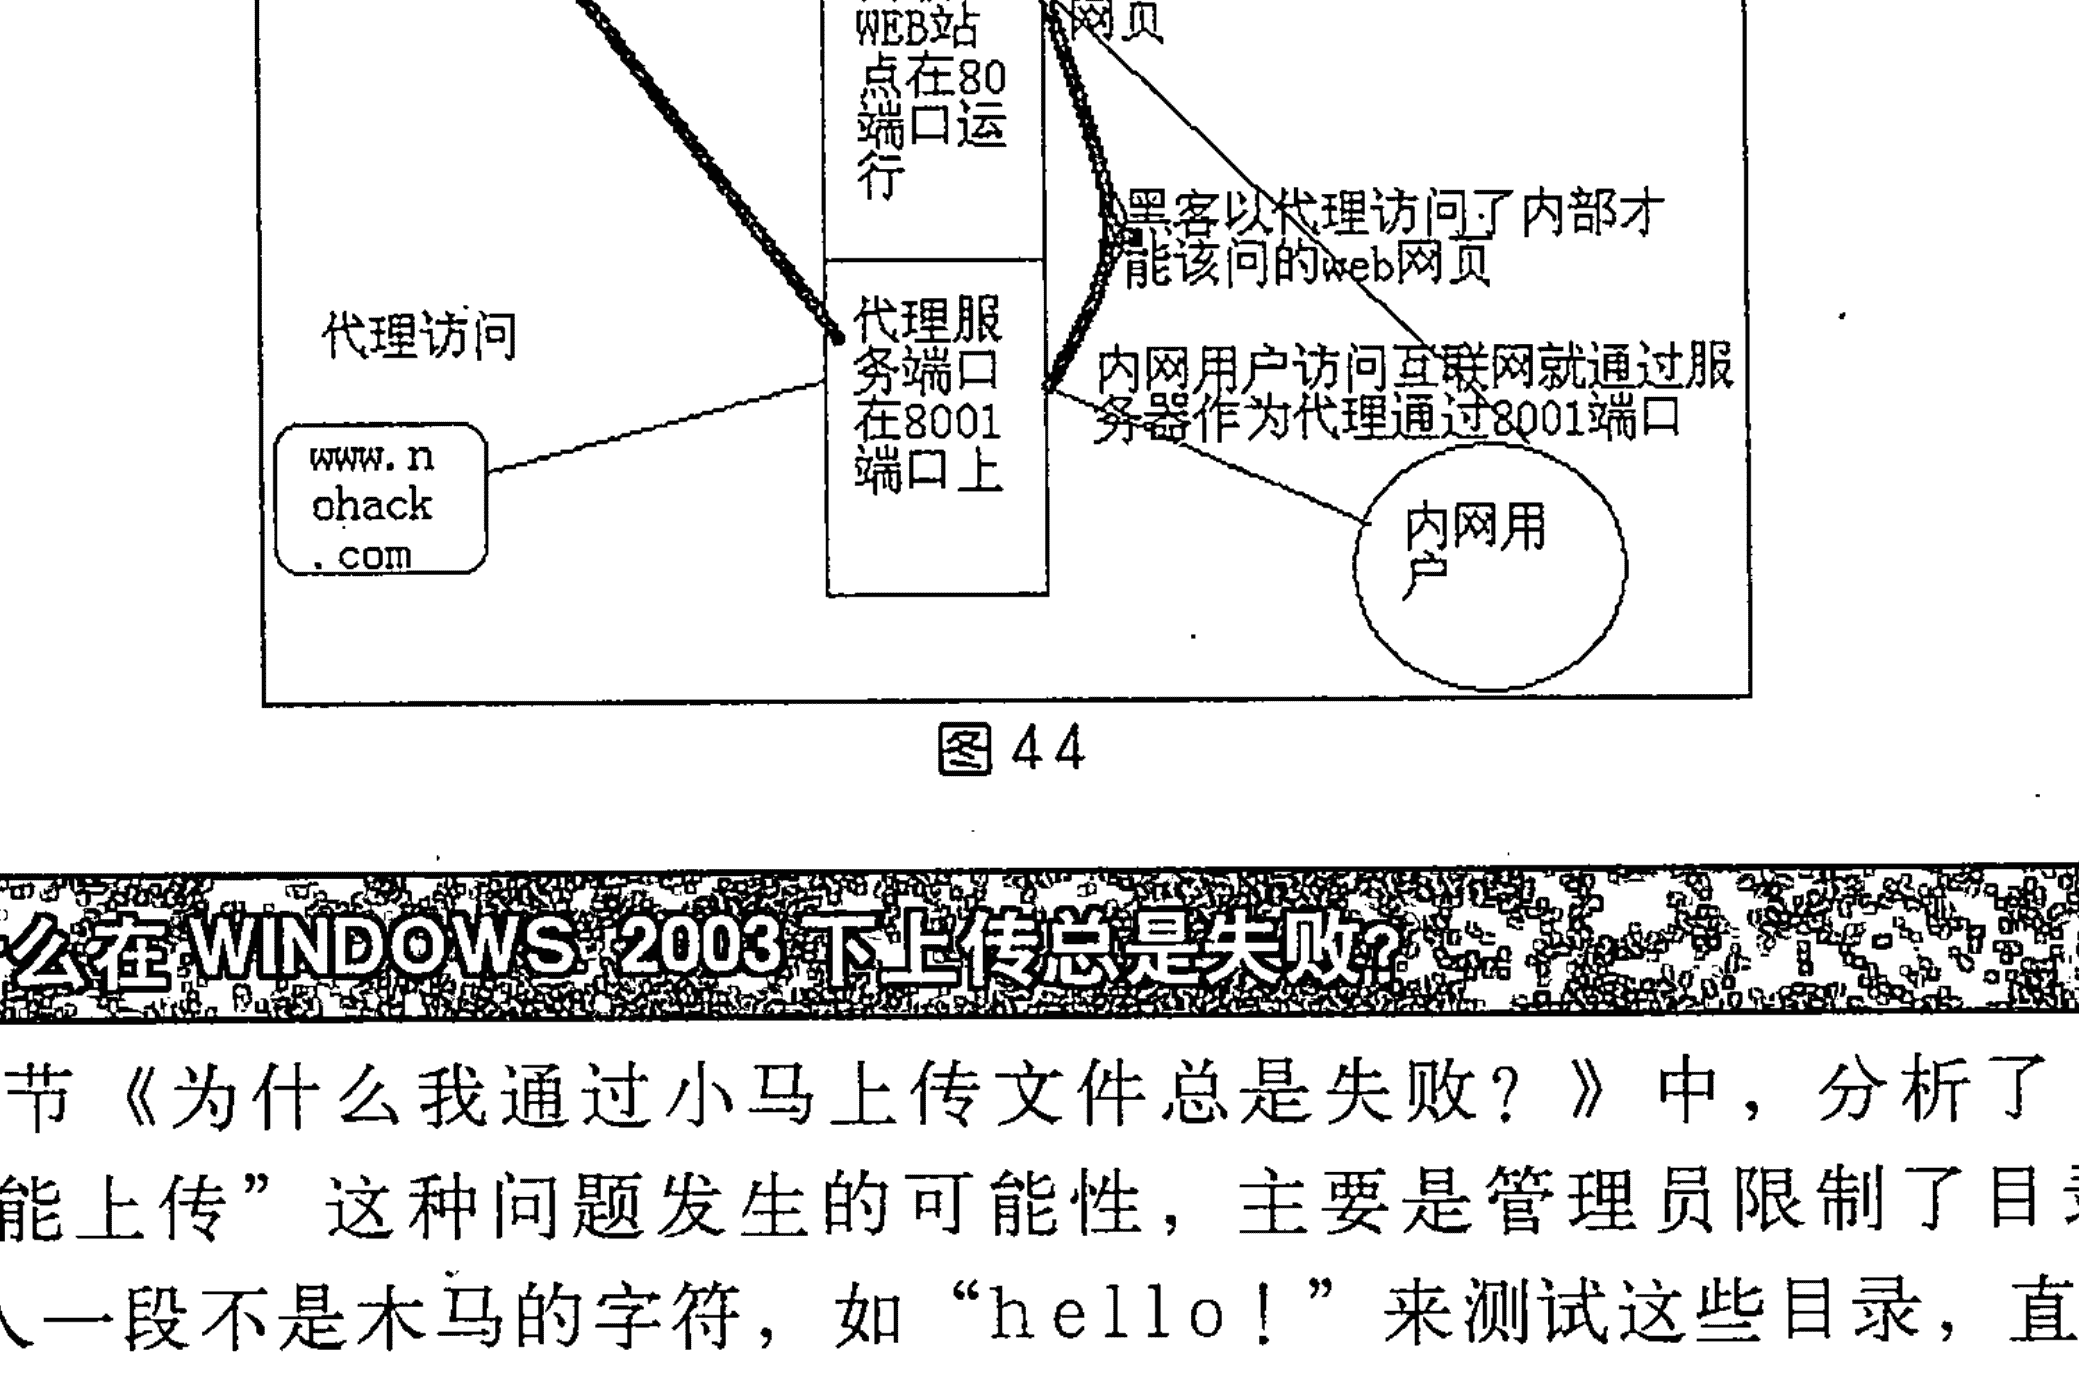 网页
WEB站
点在80
端口运
行
黑客以代理访问了内部才
能该问的web网页
代理访问
代理服
务端口
在8001
端口上
内网用户访问互联网就通过服
务器作为代理通过8001端口
www.n
ohack
.com
内网用
户
图44
么在WINDOWS 2003下上传总是失败?
节《为什么我通过小马上传文件总是失败?》中，分析了
能上传”这种问题发生的可能性，主要是管理员限制了目
一段不是木马的字符，如“hello!”来测试这些目录，直